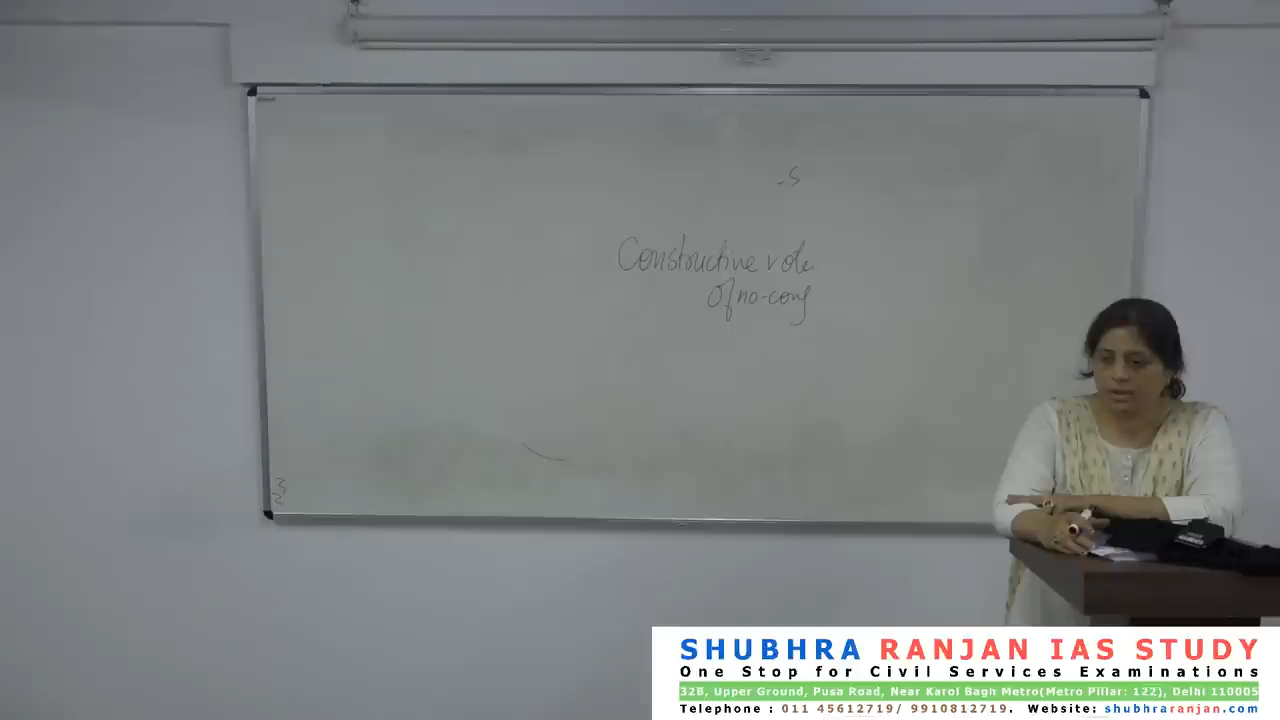 Constructive role
Of no-conf
SHUBHRA RANJAN IAS STUDY
One Stop for Civil Services Examinations
32B, Upper Ground, Pusa Road, Near Karol Bagh Metro(Metro Pillar: 122), Delhi 110005
Telephone : 011 45612719/ 9910812719. Website: shubhraranjan.com